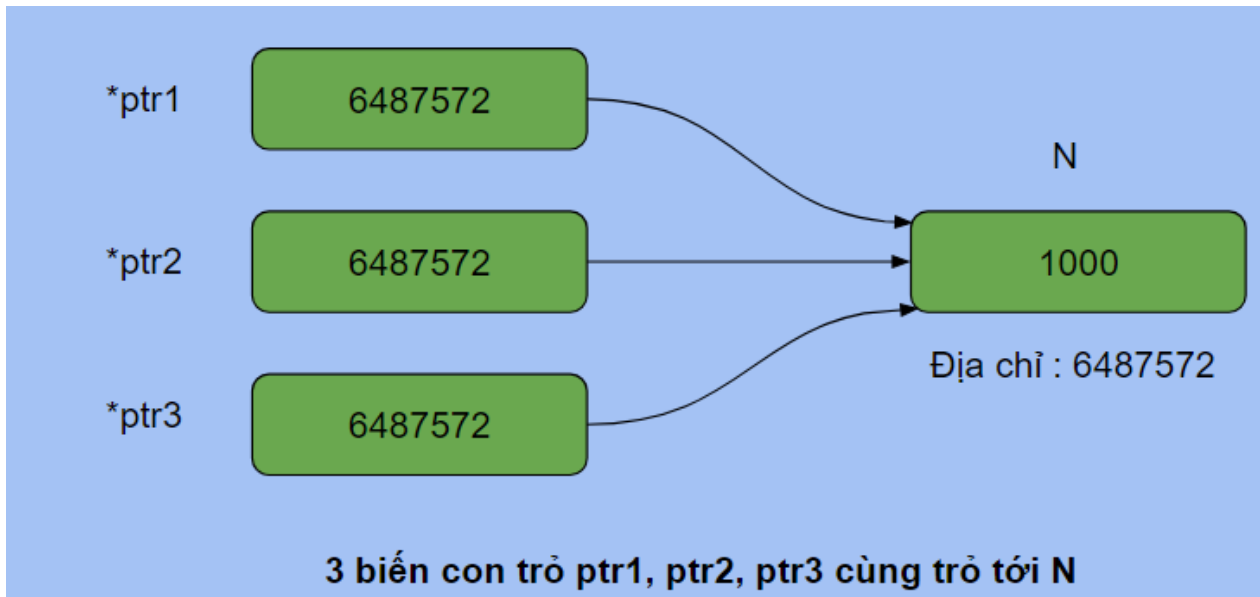 *ptr1
6487572
N
*ptr2
6487572
1000
Địa chỉ : 6487572
*ptr3
6487572
3 biến con trỏ ptr1, ptr2, ptr3 cùng trỏ tới N